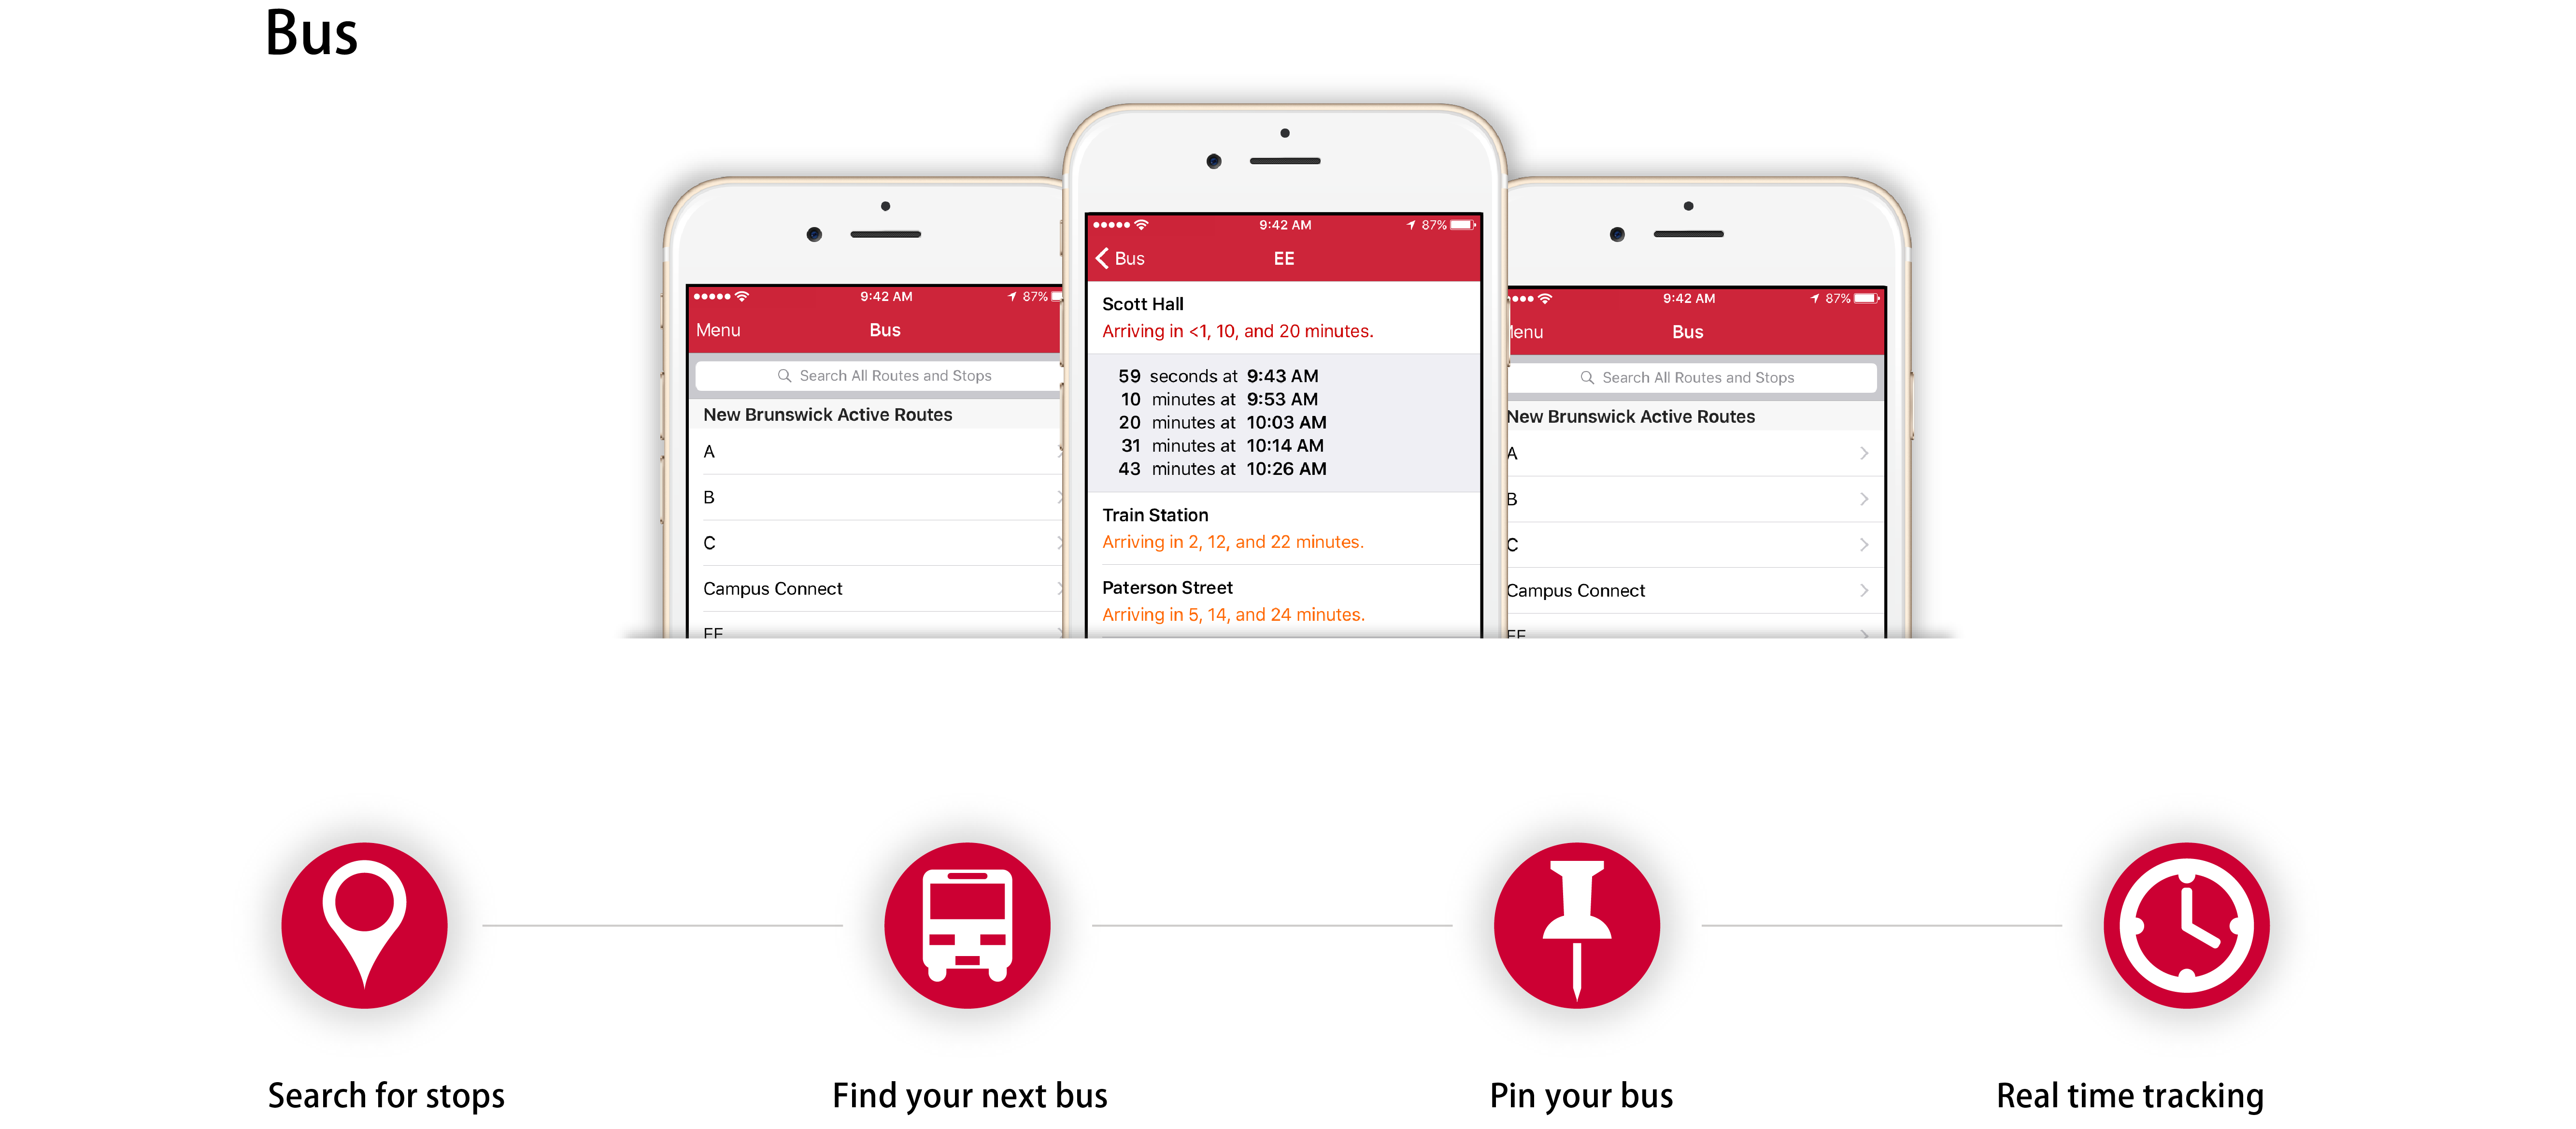 Bus
9:42 AM
87%
Menu
Bus
Search All Routes and Stops
New Brunswick Active Routes
A
B
C
Campus Connect
EE
9:42 AM
87%
Bus
EE
Scott Hall
Arriving in <1, 10, and 20 minutes.
59 seconds at 9:43 AM
10 minutes at 9:53 AM
20 minutes at 10:03 AM
31 minutes at 10:14 AM
43 minutes at 10:26 AM
Train Station
Arriving in 2, 12, and 22 minutes.
Paterson Street
Arriving in 5, 14, and 24 minutes.
9:42 AM
87%
enu
Bus
Search All Routes and Stops
New Brunswick Active Routes
A
B
C
Campus Connect
EE
Search for stops
Find your next bus
Pin your bus
Real time tracking